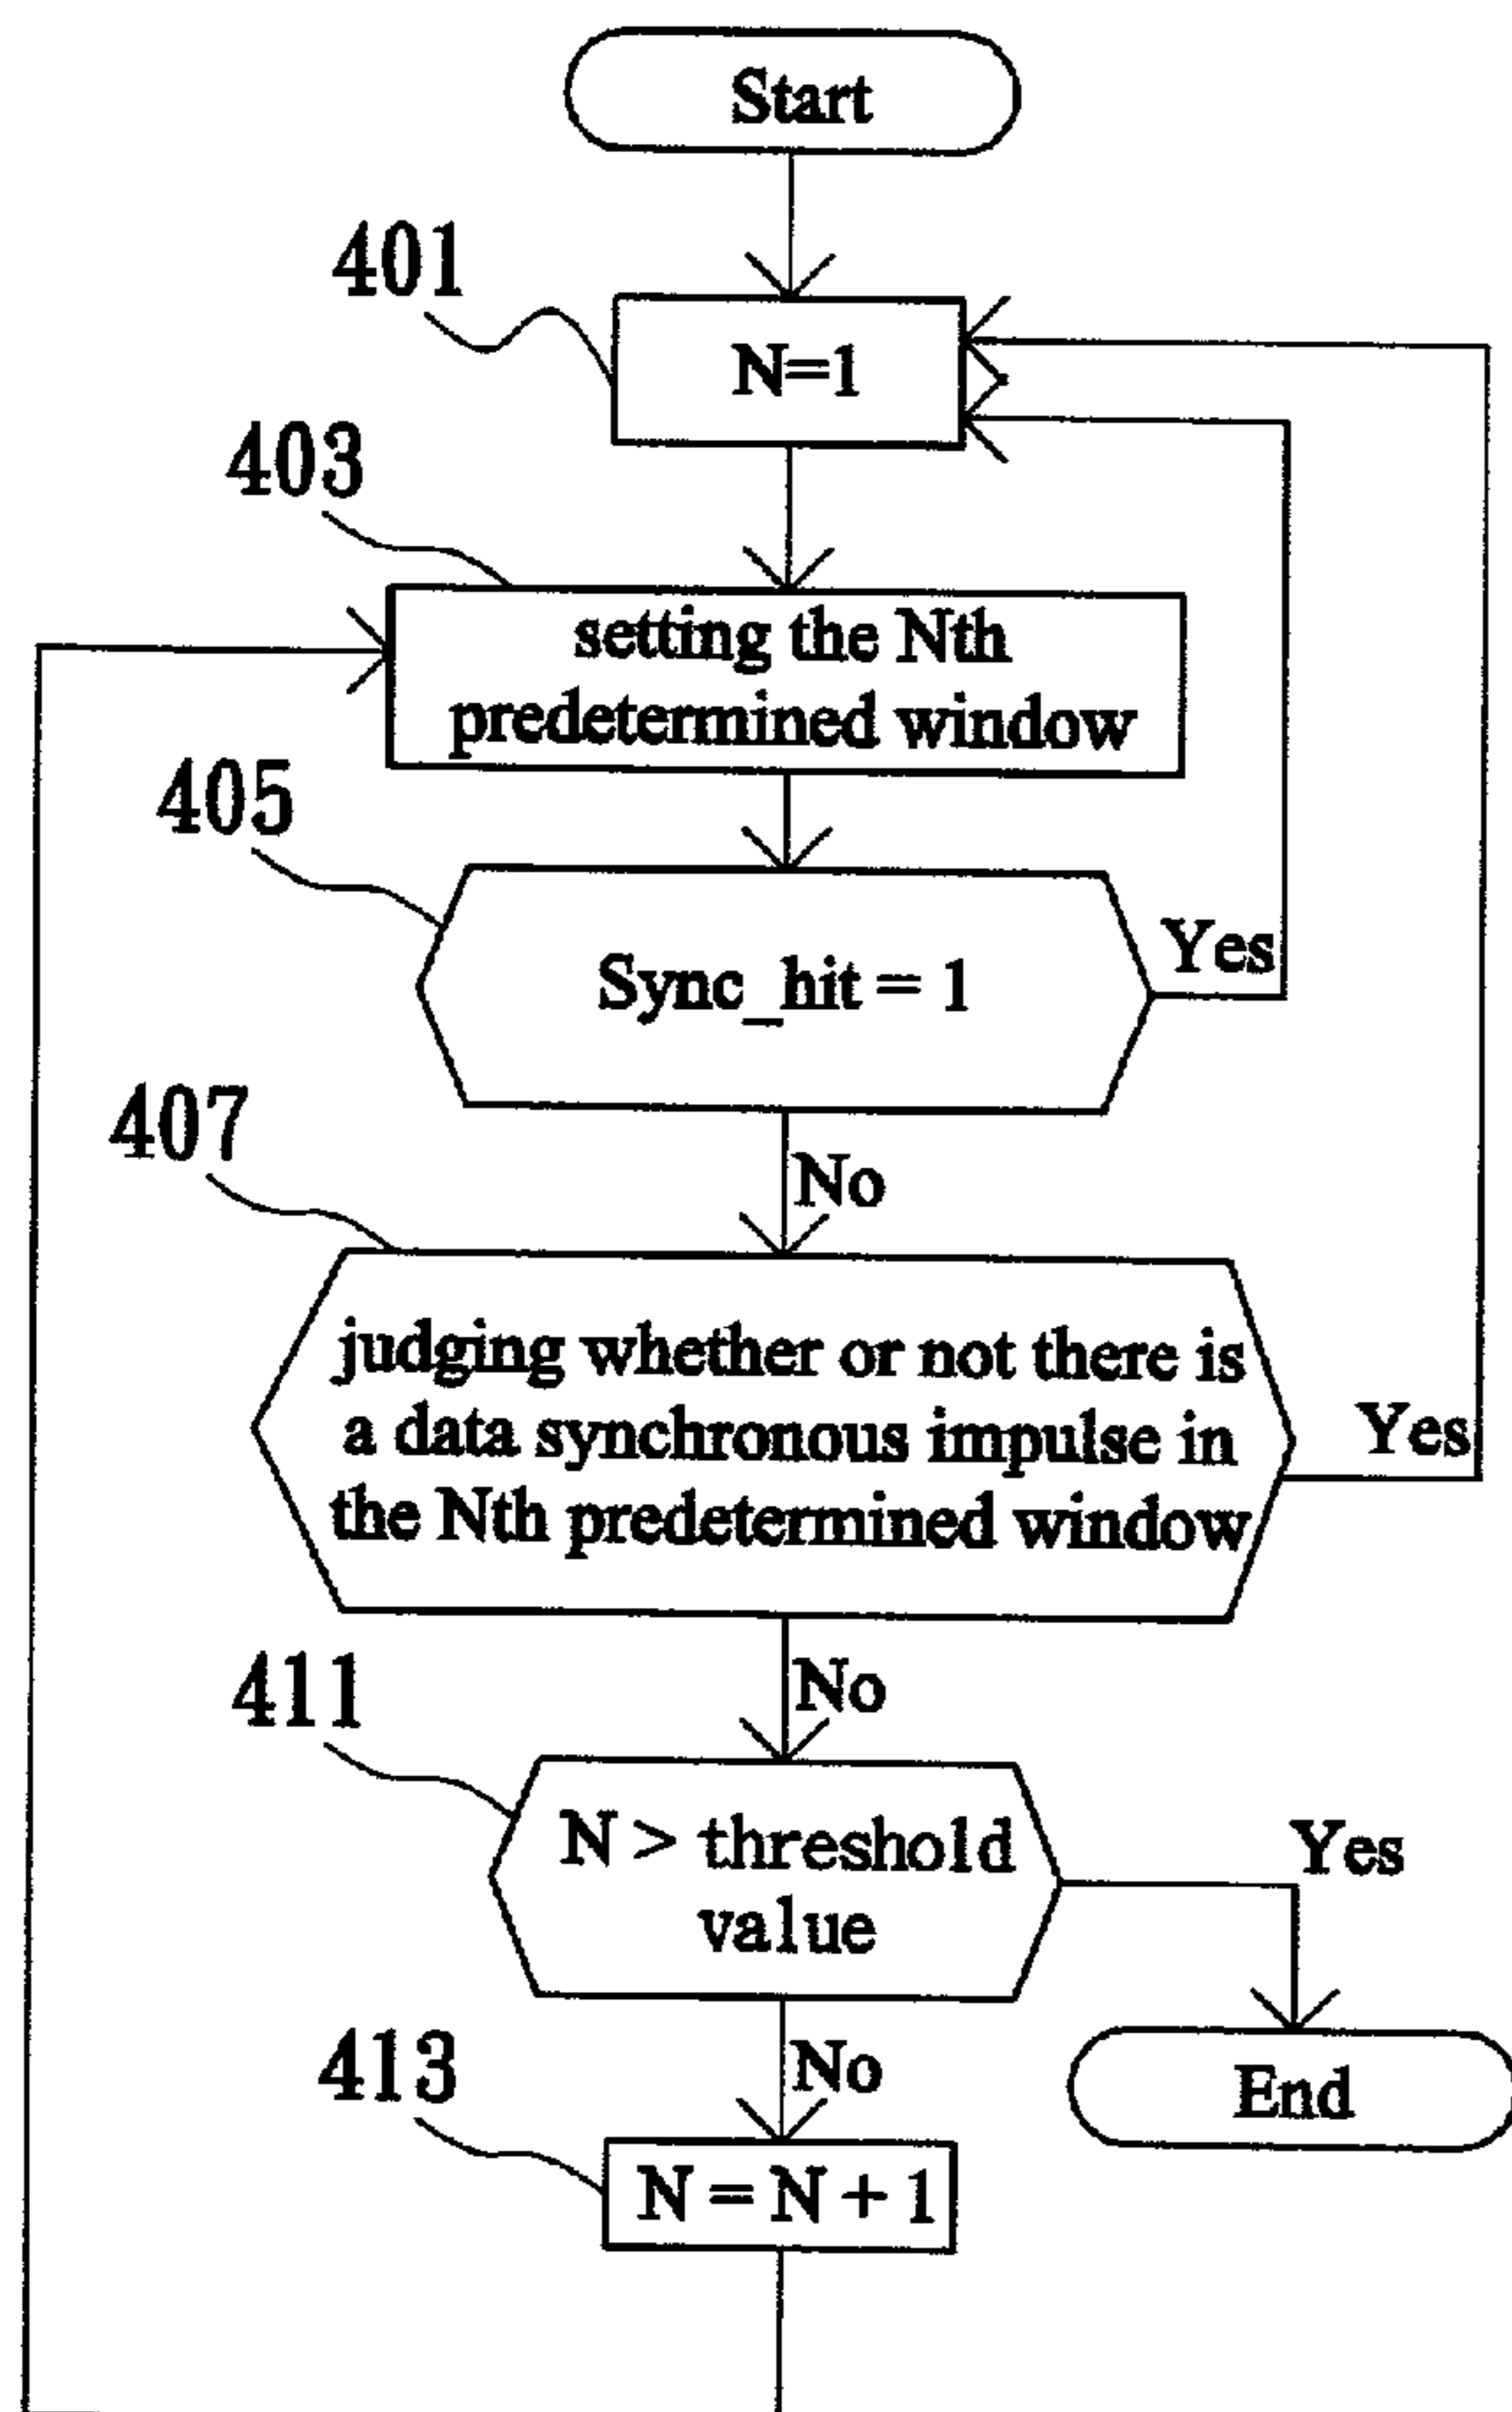 Start
401
N=1
403
setting the Nth
predetermined window
405
Sync_hit = 1
Yes
407
No
judging whether or not there is
a data synchronous impulse in
the Nth predetermined window
Yes
411
No
N > threshold
value
Yes
413
No
End
N = N + 1